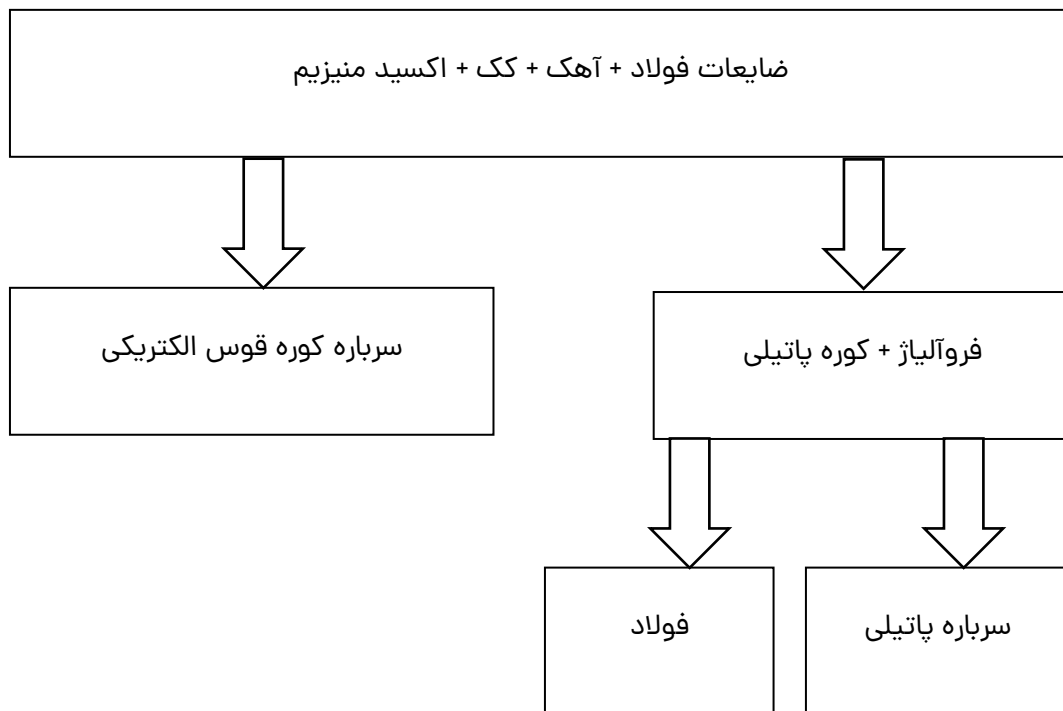 ضایعات فولاد + آهک + کک + اکسید منیزیم
فروآلیاژ + کوره پاتیلی
سرباره کوره قوس الکتریکی
سرباره پاتیلی
فولاد